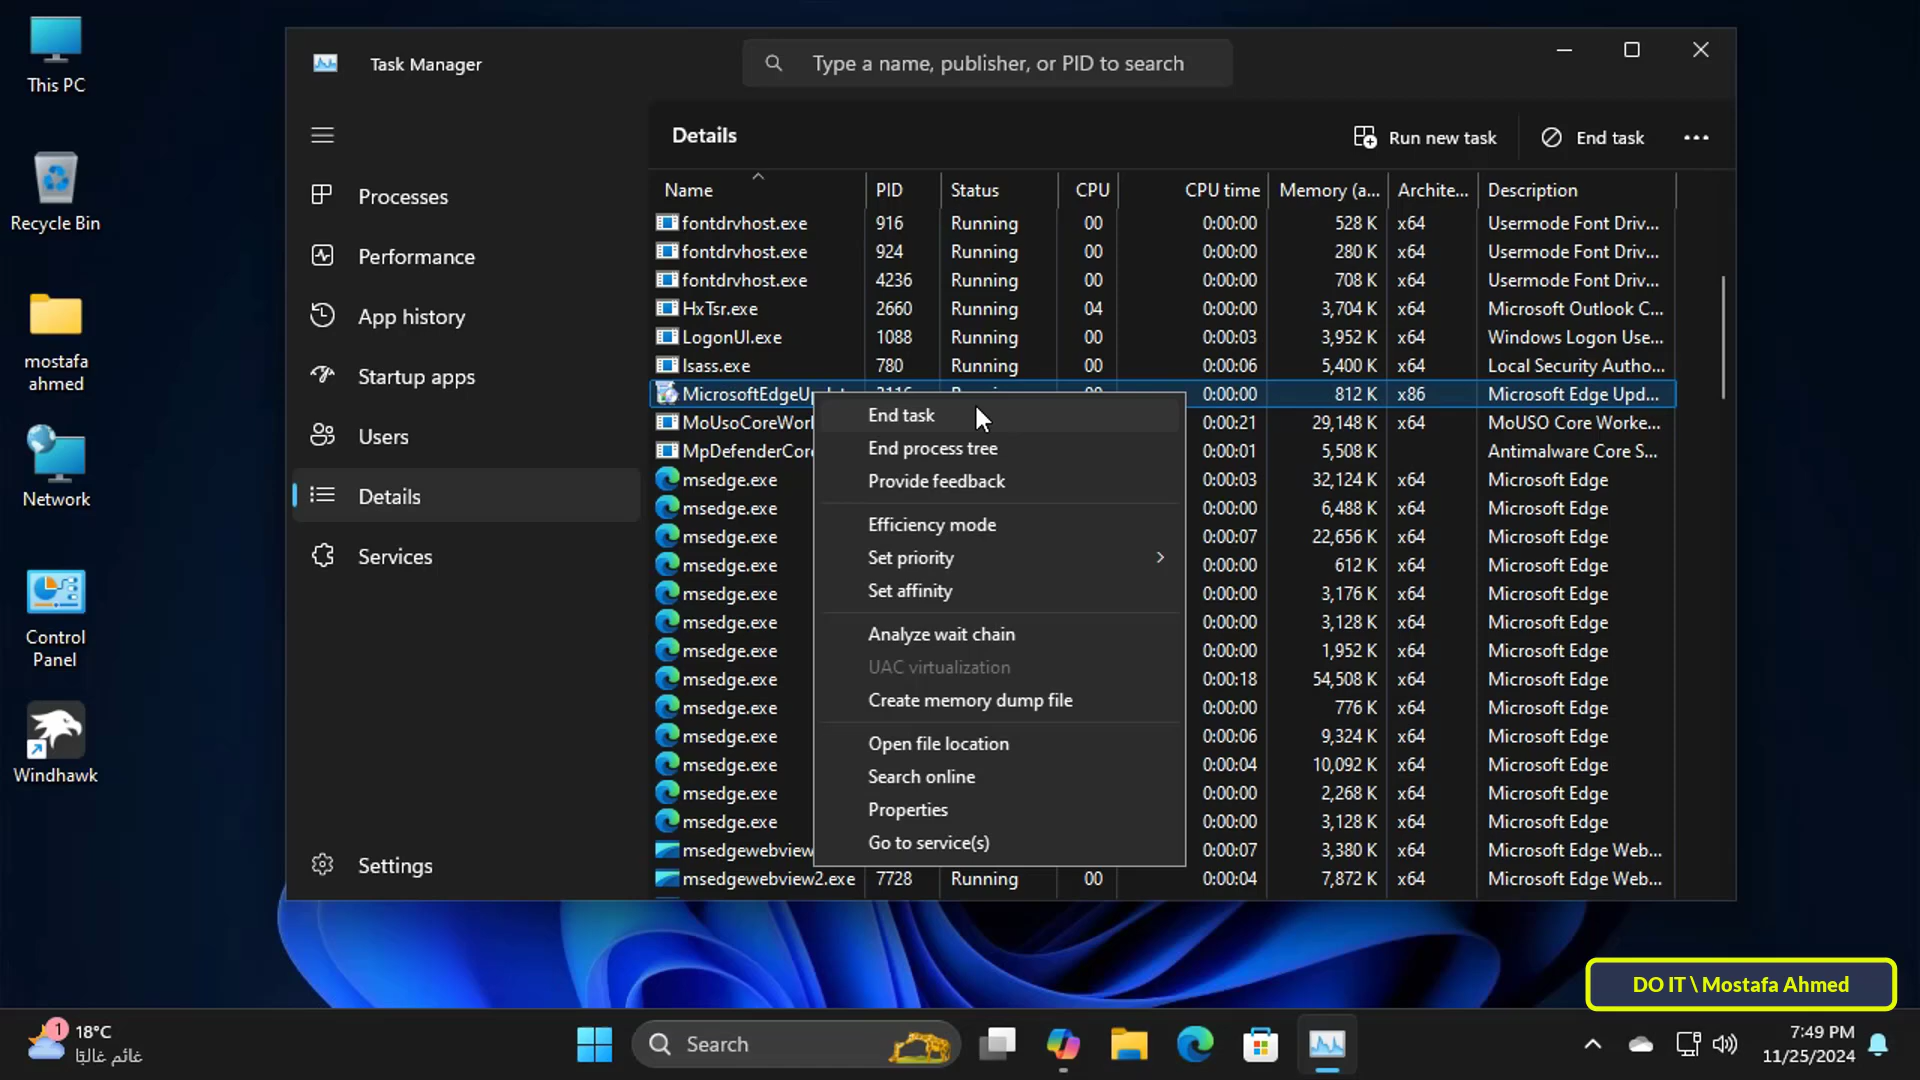 This PC
Recycle Bin
mostafa
ahmed
Network
Control
Panel
Windhawk
Task Manager
Type a name, publisher, or PID to search
Processes
Performance
App history
Startup apps
Users
Details
Services
Settings
Details
Run new task
End task
Name PID Status CPU CPU time Memory (a... Archite... Description
fontdrvhost.exe 916 Running 00 0:00:00 528 K x64 Usermode Font Driv...
fontdrvhost.exe 924 Running 00 0:00:00 280 K x64 Usermode Font Driv...
fontdrvhost.exe 4236 Running 00 0:00:00 708 K x64 Usermode Font Driv...
HxTsr.exe 2660 Running 04 0:00:00 3,704 K x64 Microsoft Outlook C...
LogonUI.exe 1088 Running 00 0:00:03 3,952 K x64 Windows Logon Use...
lsass.exe 780 Running 00 0:00:06 5,400 K x64 Local Security Autho...
MicrosoftEdgeUp 0:00:00 812 K x86 Microsoft Edge Upd...
MoUsoCoreWor 0:00:21 29,148 K x64 MoUSO Core Worke...
MpDefenderCor 0:00:01 5,508 K Antimalware Core S...
msedge.exe 0:00:03 32,124 K x64 Microsoft Edge
msedge.exe 0:00:00 6,488 K x64 Microsoft Edge
msedge.exe 0:00:07 22,656 K x64 Microsoft Edge
msedge.exe 0:00:00 612 K x64 Microsoft Edge
msedge.exe 0:00:00 3,176 K x64 Microsoft Edge
msedge.exe 0:00:00 3,128 K x64 Microsoft Edge
msedge.exe 0:00:00 1,952 K x64 Microsoft Edge
msedge.exe 0:00:18 54,508 K x64 Microsoft Edge
msedge.exe 0:00:00 776 K x64 Microsoft Edge
msedge.exe 0:00:06 9,324 K x64 Microsoft Edge
msedge.exe 0:00:04 10,092 K x64 Microsoft Edge
msedge.exe 0:00:00 2,268 K x64 Microsoft Edge
msedge.exe 0:00:00 3,128 K x64 Microsoft Edge
msedgewebview 0:00:07 3,380 K x64 Microsoft Edge Web...
msedgewebview2.exe 7728 Running 00 0:00:04 7,872 K x64 Microsoft Edge Web...
End task
End process tree
Provide feedback
Efficiency mode
Set priority
Set affinity
Analyze wait chain
UAC virtualization
Create memory dump file
Open file location
Search online
Properties
Go to service(s)
DO IT \ Mostafa Ahmed
1
18°C
غائم غالبًا
Search
7:49 PM
11/25/2024